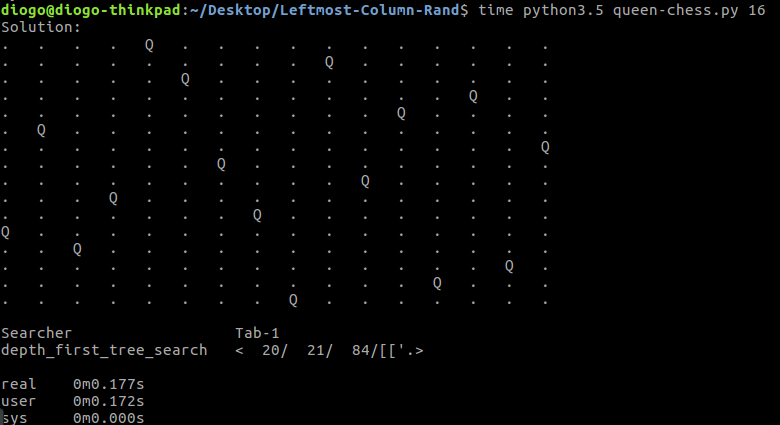 diogo@diogo-thinkpad:~/Desktop/Leftmost-Column-Rand$ time python3.5 queen-chess.py 16
Solution:
. . . . Q . . . . . . . . . . .
. . . . . . . . . Q . . . . . .
. . . . . Q . . . . . . . . . .
. . . . . . . . . . . . . Q . .
. . . . . . . . . . . Q . . . .
. Q . . . . . . . . . . . . . .
. . . . . . . . . . . . . . . Q
. . . . . . Q . . . . . . . . .
. . . . . . . . . . Q . . . . .
. . . Q . . . . . . . . . . . .
. . . . . . . Q . . . . . . . .
Q . . . . . . . . . . . . . . .
. . Q . . . . . . . . . . . . .
. . . . . . . . . . . . . . Q .
. . . . . . . . . . . . Q . . .
. . . . . . . . Q . . . . . . .
Searcher Tab-1
depth_first_tree_search < 20/ 21/ 84/[['.>
real 0m0.177s
user 0m0.172s
sys 0m0.000s